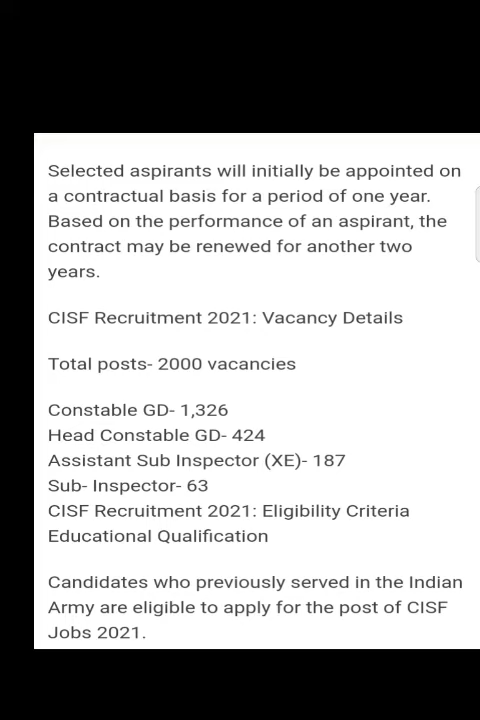 Selected aspirants will initially be appointed on
a contractual basis for a period of one year.
Based on the performance of an aspirant, the
contract may be renewed for another two
years.
CISF Recruitment 2021: Vacancy Details
Total posts- 2000 vacancies
Constable GD- 1,326
Head Constable GD- 424
Assistant Sub Inspector (XE)- 187
Sub- Inspector- 63
CISF Recruitment 2021: Eligibility Criteria
Educational Qualification
Candidates who previously served in the Indian
Army are eligible to apply for the post of CISF
Jobs 2021.